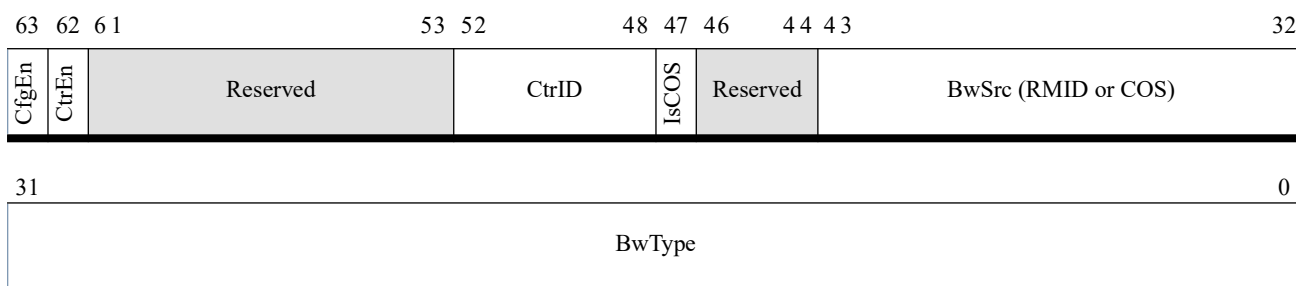 63 62 61 53 52 48 47 46 44 43 32
CfgEn CtrEn Reserved CtrID IsCOS Reserved BwSrc (RMID or COS)
31 0
BwType